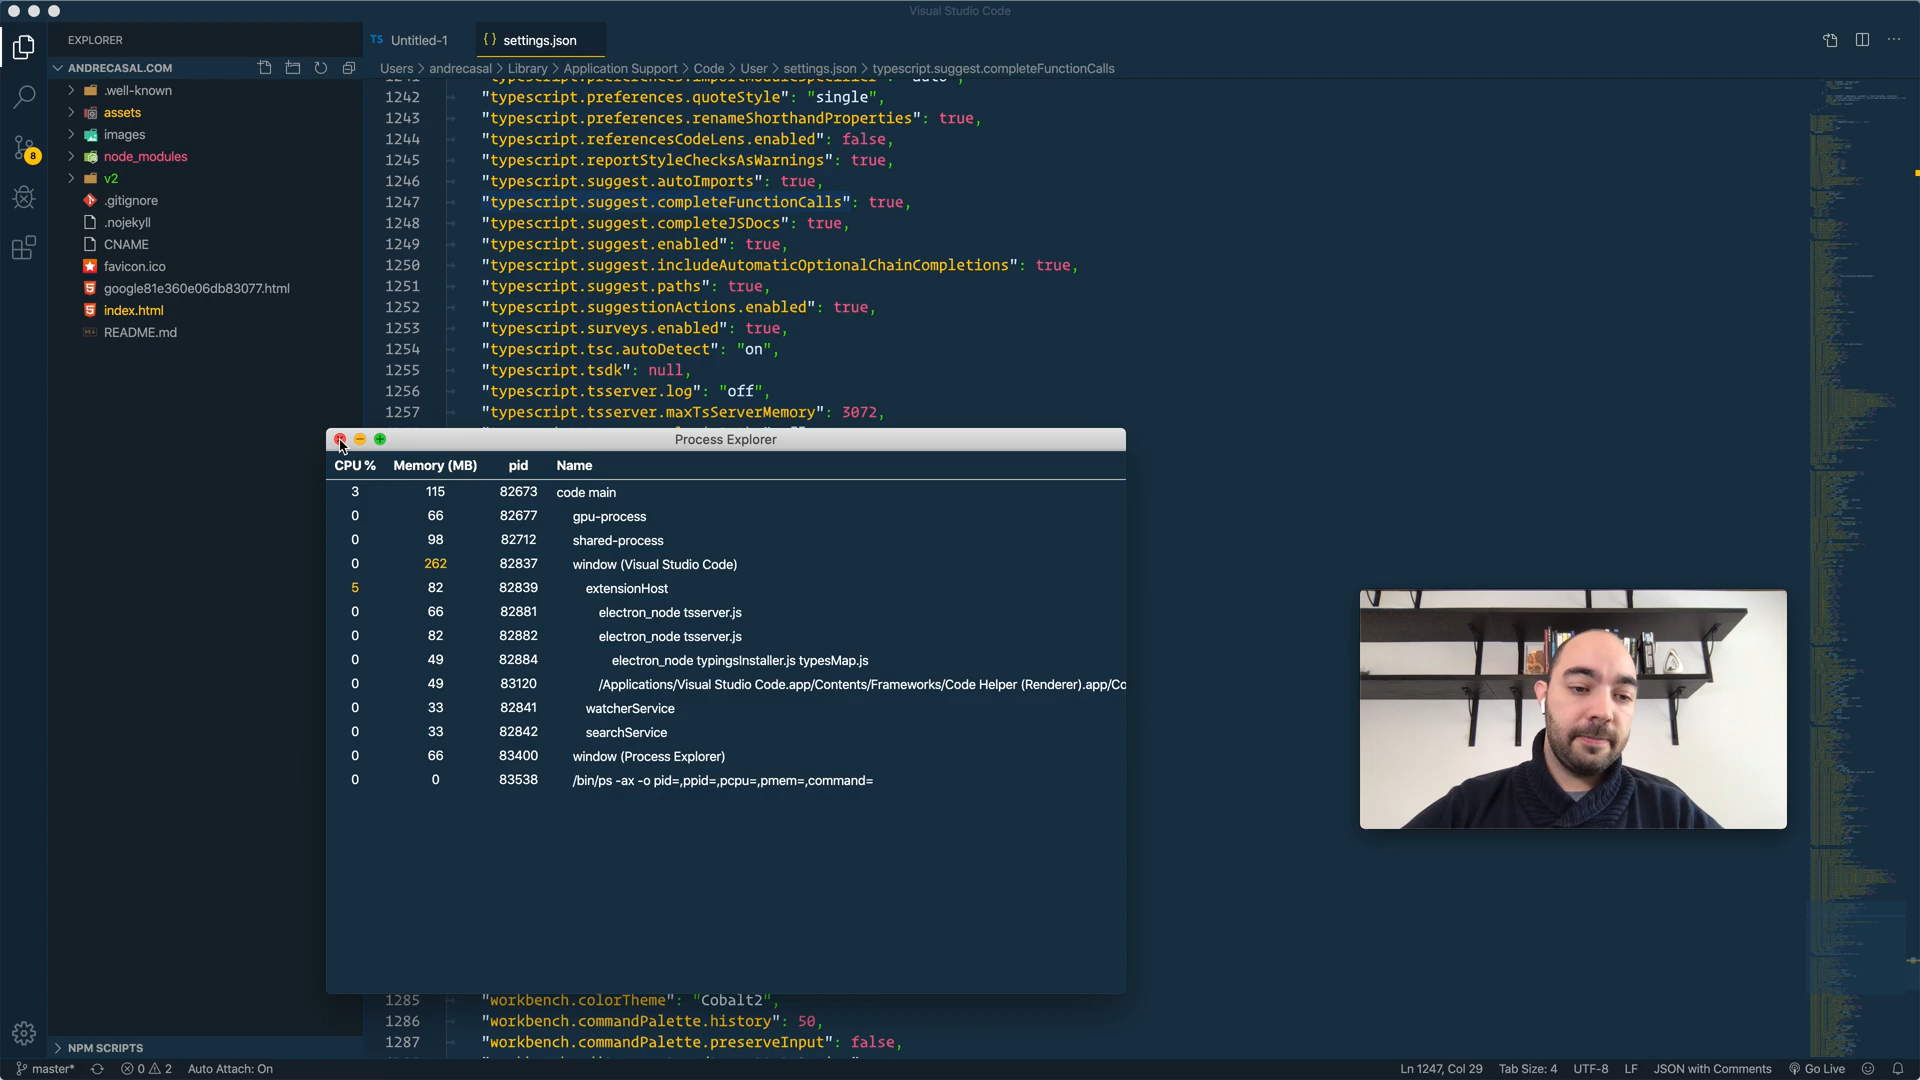 Visual Studio Code
EXPLORER
ANDRECASAL.COM
.well-known
assets
images
node_modules
v2
.gitignore
.nojekyll
CNAME
favicon.ico
google81e360e06db83077.html
index.html
README.md
NPM SCRIPTS
8
TS Untitled-1
{ } settings.json
Users > andrecasal > Library > Application Support > Code > User > settings.json > typescript.suggest.completeFunctionCalls
1242 "typescript.preferences.quoteStyle": "single",
1243 "typescript.preferences.renameShorthandProperties": true,
1244 "typescript.referencesCodeLens.enabled": false,
1245 "typescript.reportStyleChecksAsWarnings": true,
1246 "typescript.suggest.autoImports": true,
1247 "typescript.suggest.completeFunctionCalls": true,
1248 "typescript.suggest.completeJSDocs": true,
1249 "typescript.suggest.enabled": true,
1250 "typescript.suggest.includeAutomaticOptionalChainCompletions": true,
1251 "typescript.suggest.paths": true,
1252 "typescript.suggestionActions.enabled": true,
1253 "typescript.surveys.enabled": true,
1254 "typescript.tsc.autoDetect": "on",
1255 "typescript.tsdk": null,
1256 "typescript.tsserver.log": "off",
1257 "typescript.tsserver.maxTsServerMemory": 3072,
Process Explorer
CPU % Memory (MB) pid Name
3 115 82673 code main
0 66 82677 gpu-process
0 98 82712 shared-process
0 262 82837 window (Visual Studio Code)
5 82 82839 extensionHost
0 66 82881 electron_node tsserver.js
0 82 82882 electron_node tsserver.js
0 49 82884 electron_node typingsInstaller.js typesMap.js
0 49 83120 /Applications/Visual Studio Code.app/Contents/Frameworks/Code Helper (Renderer).app/Co
0 33 82841 watcherService
0 33 82842 searchService
0 66 83400 window (Process Explorer)
0 0 83538 /bin/ps -ax -o pid=,ppid=,pcpu=,pmem=,command=
1285 "workbench.colorTheme": "Cobalt2",
1286 "workbench.commandPalette.history": 50,
1287 "workbench.commandPalette.preserveInput": false,
master* 0 2 Auto Attach: On
Ln 1247, Col 29 Tab Size: 4 UTF-8 LF JSON with Comments Go Live